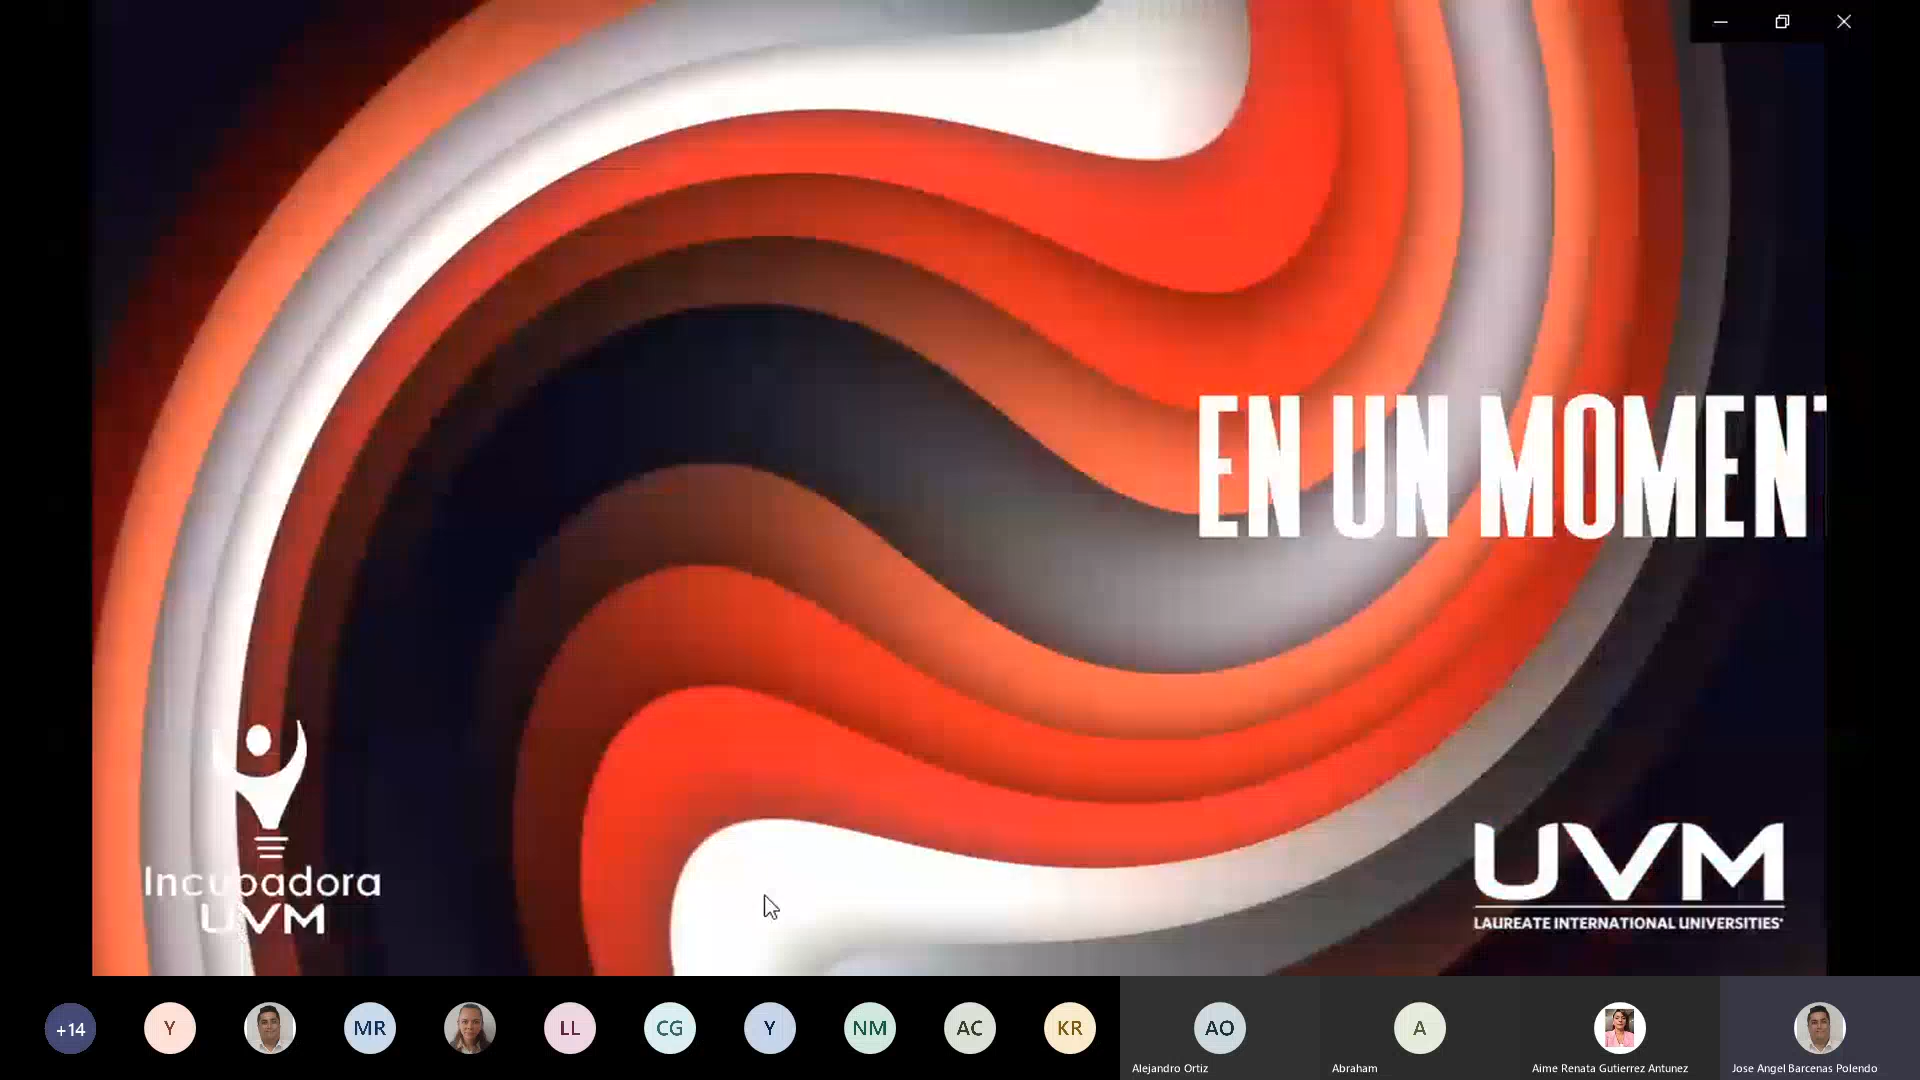 EN UN MOMENT
Incubadora
UVM
UVM
LAUREATE INTERNATIONAL UNIVERSITIES
+14
Y
MR
LL
CG
Y
NM
AC
KR
AO
A
Alejandro Ortiz
Abraham
Aime Renata Gutierrez Antunez
Jose Angel Barcenas Polendo